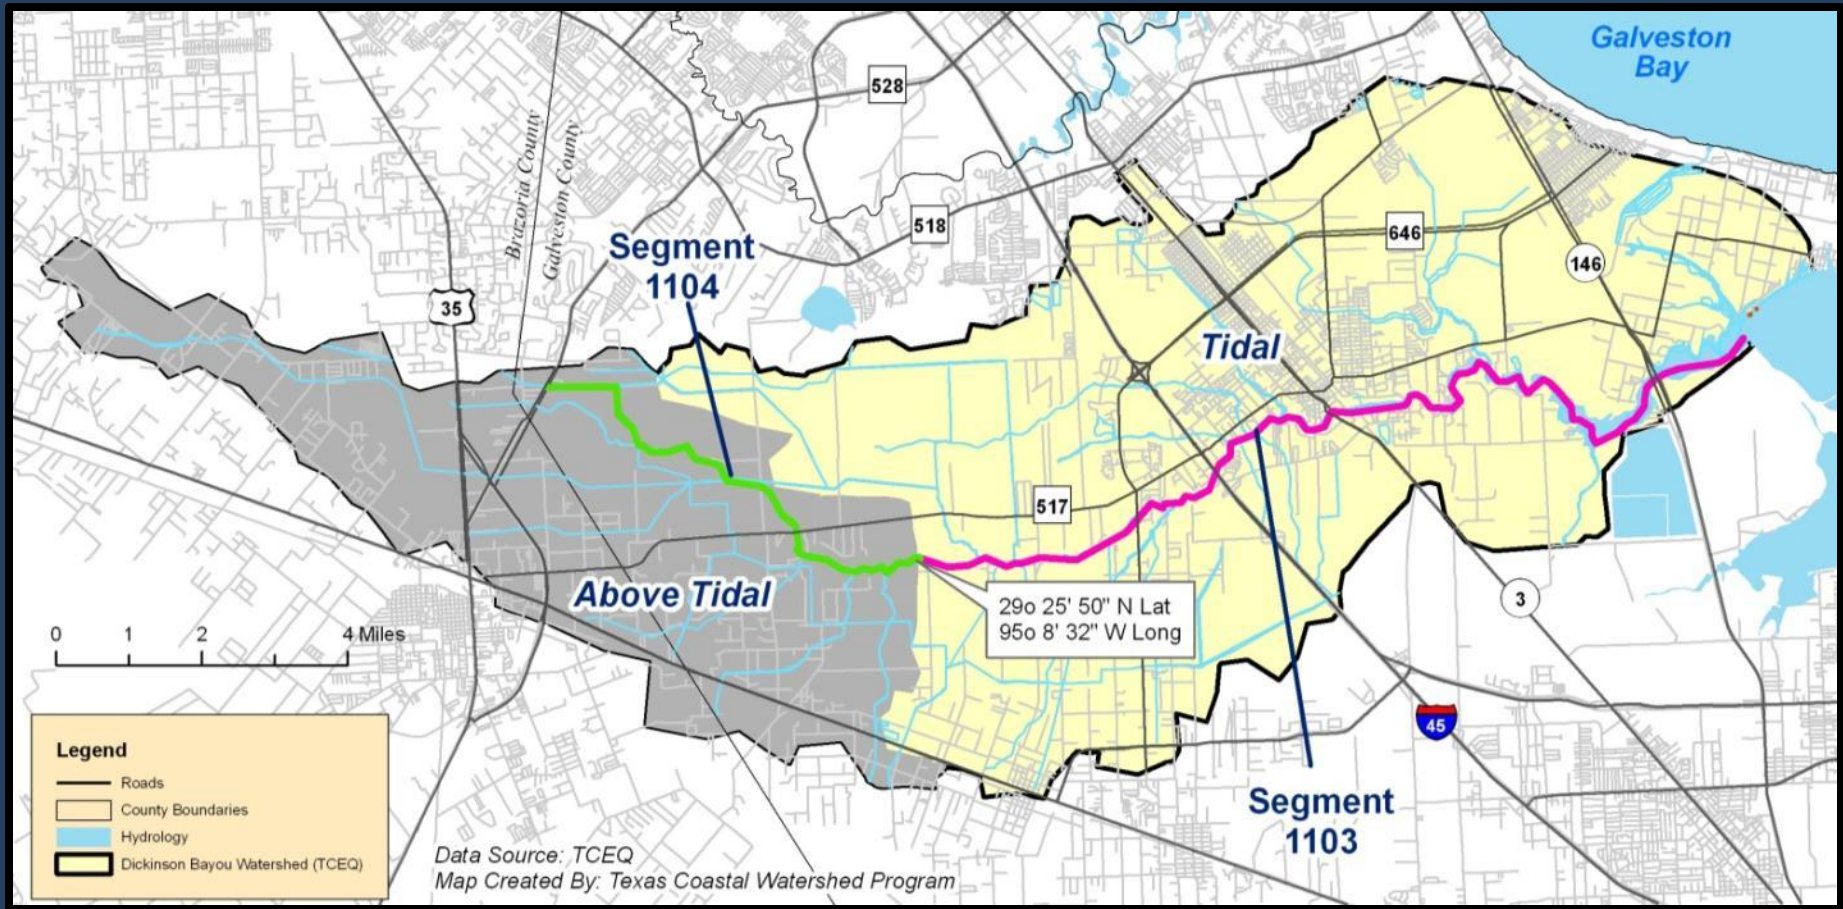 Galveston
Bay
528
Brazoria County
Galveston County
518
Segment
1104
646
146
35
Tidal
517
Above Tidal
29o 25' 50" N Lat
95o 8' 32" W Long
3
0 1 2 4 Miles
45
Segment
1103
Legend
Roads
County Boundaries
Hydrology
Dickinson Bayou Watershed (TCEQ)
Data Source: TCEQ
Map Created By: Texas Coastal Watershed Program